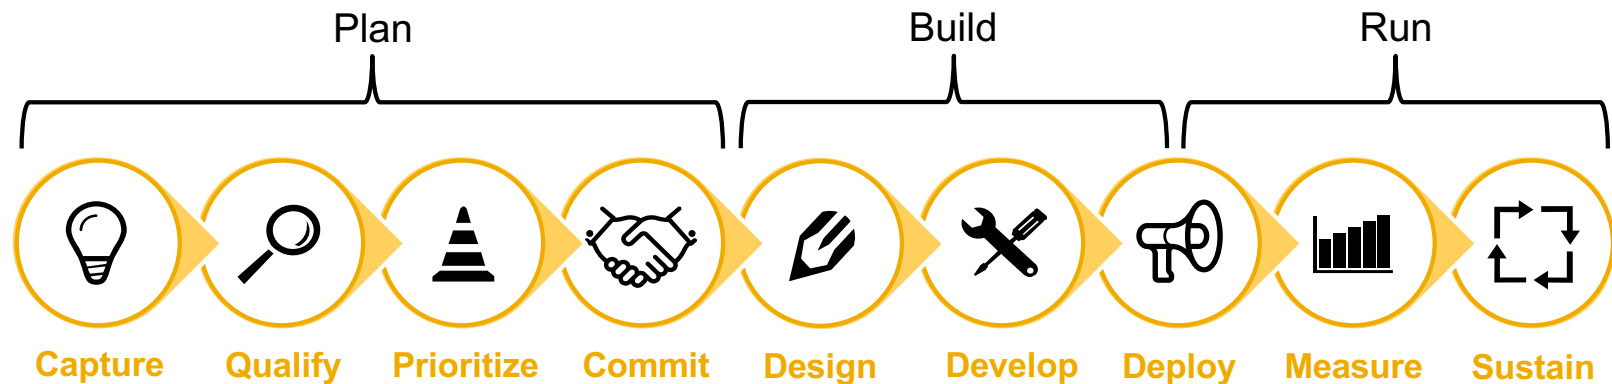 Plan Build Run
Capture Qualify Prioritize Commit Design Develop Deploy Measure Sustain